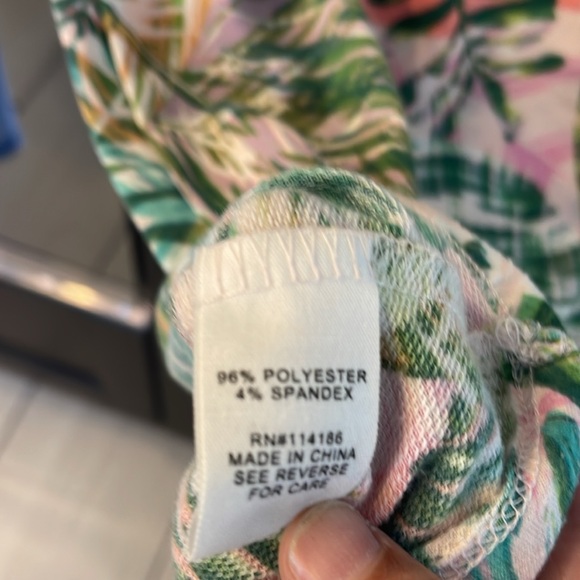 96% POLYESTER
4% SPANDEX
RN#114186
MADE IN CHINA
SEE REVERSE
FOR CARE